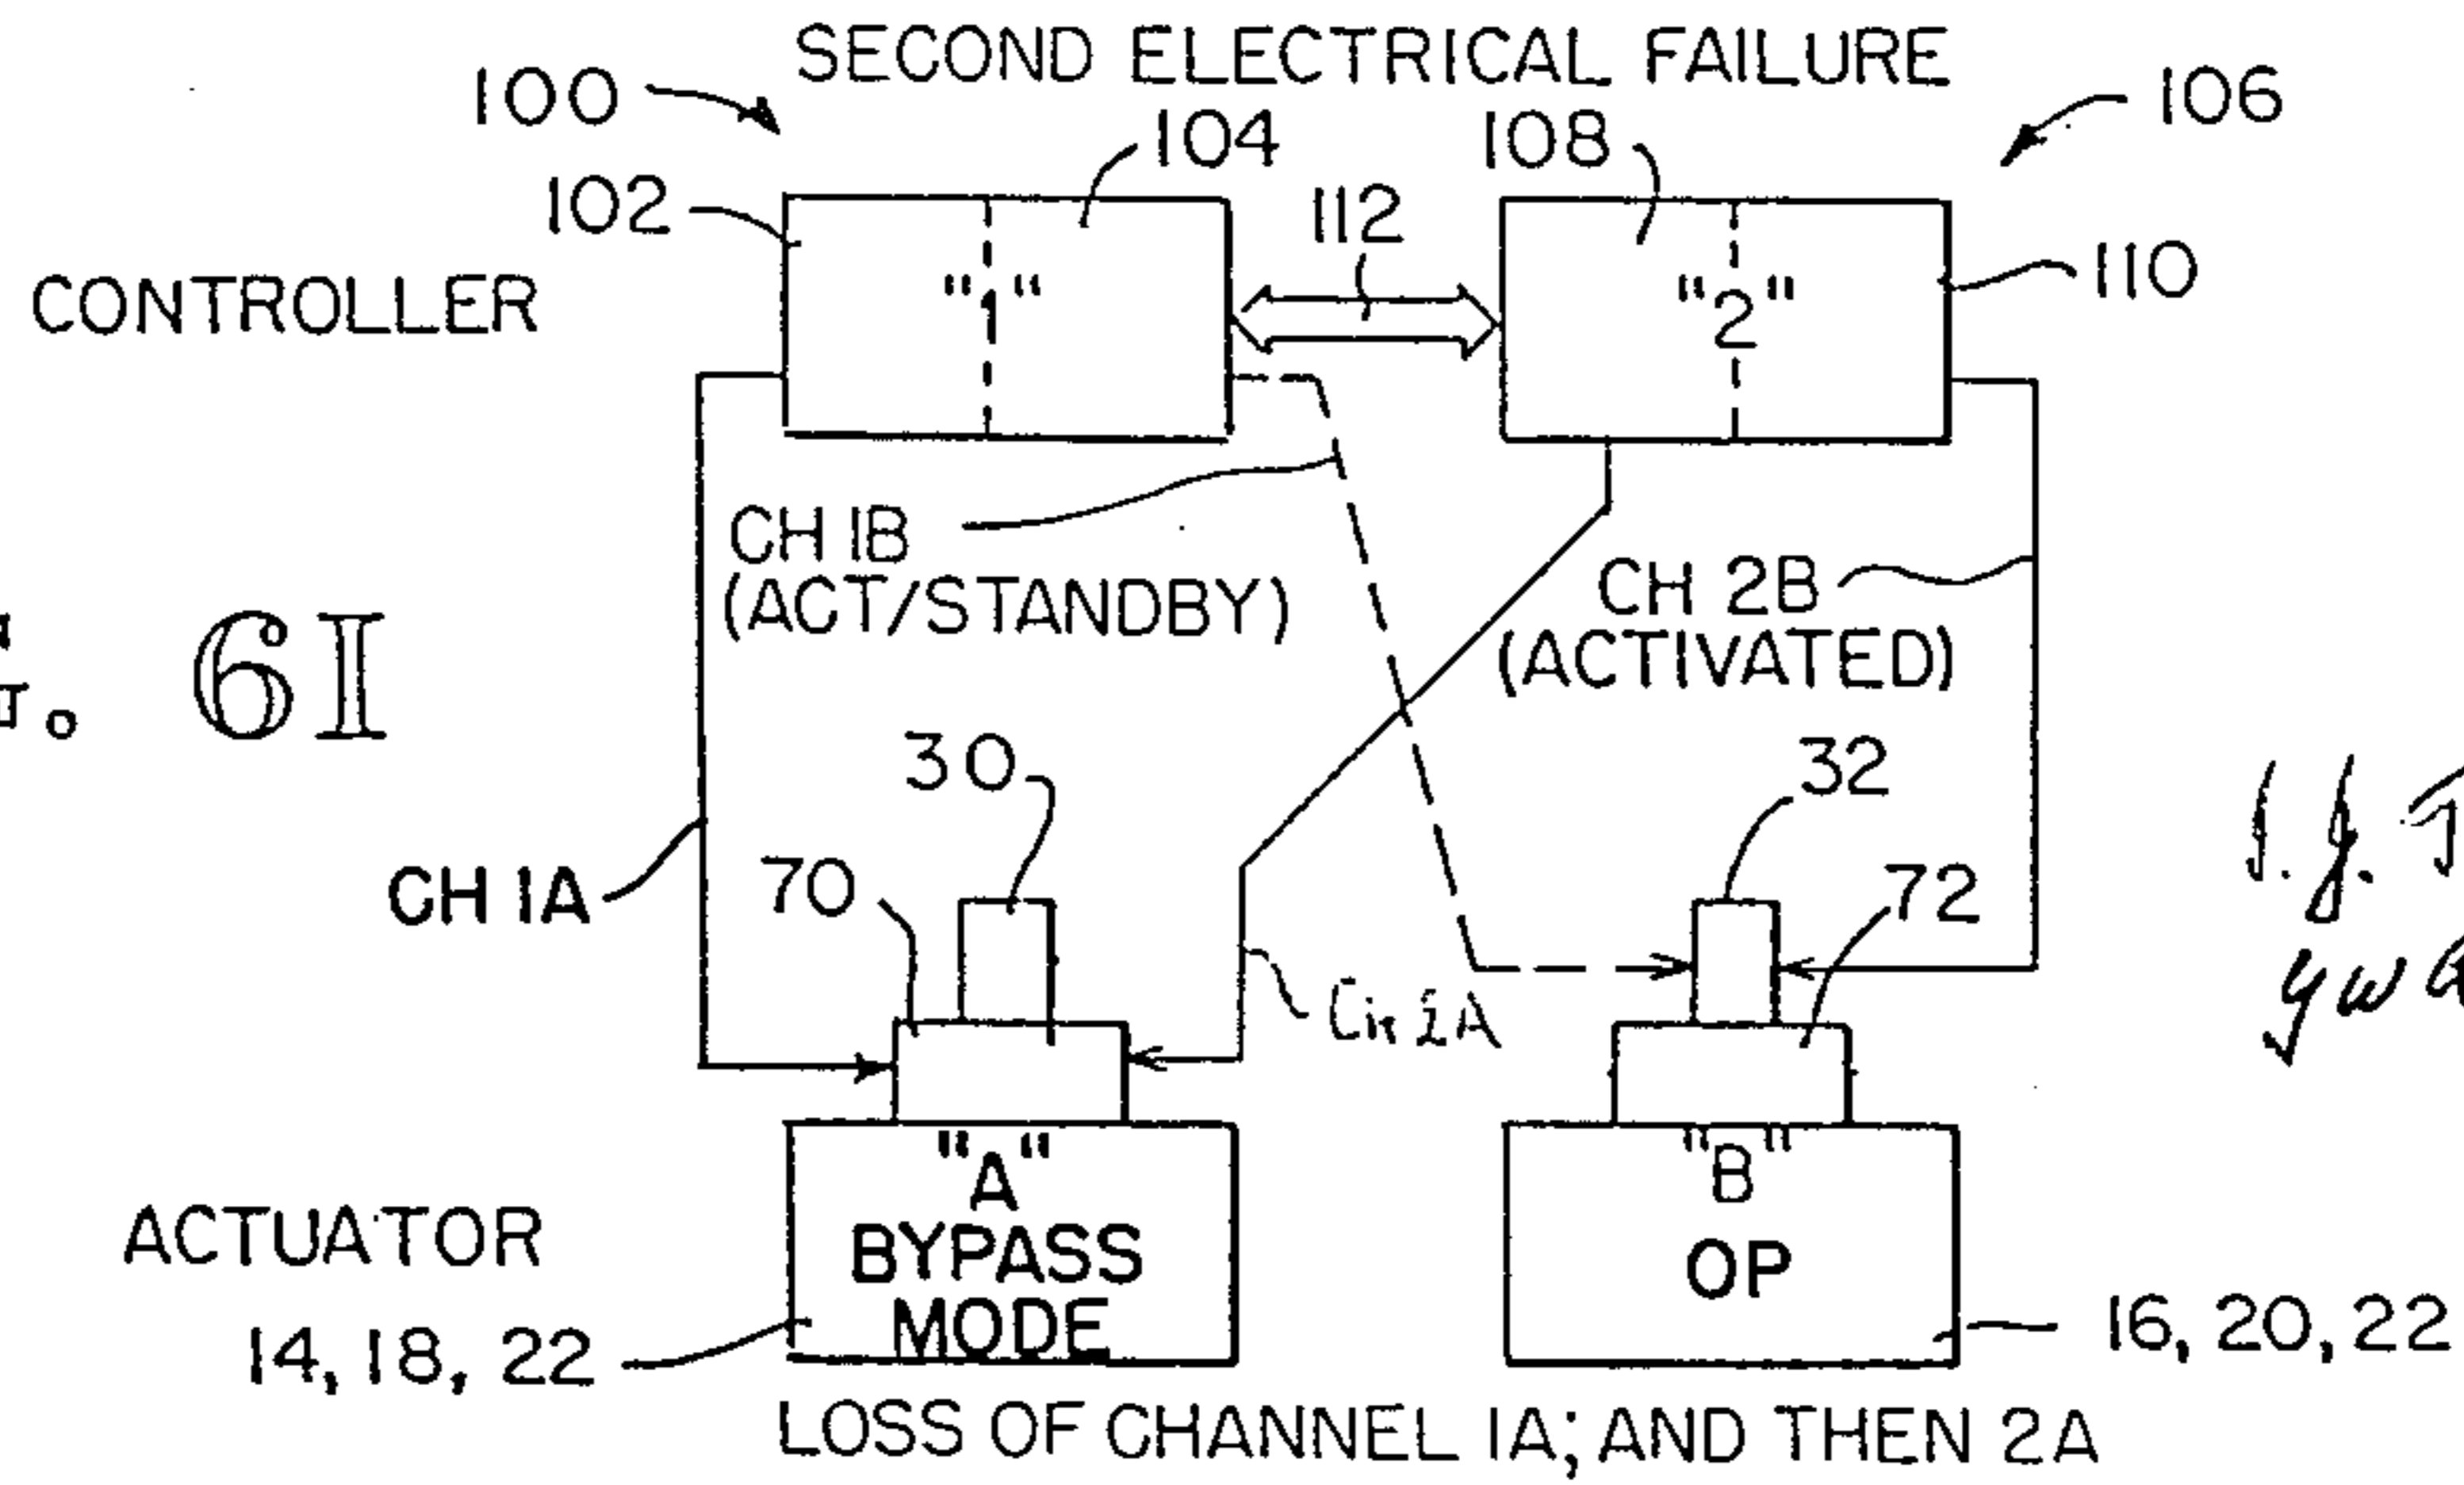 SECOND ELECTRICAL FAILURE
100
106
104
108
102
112
110
CONTROLLER
"1"
"2"
CH 1B
(ACT/STANDBY)
CH 2B
(ACTIVATED)
6I
30
32
CH 1A
70
72
CH 2A
"A"
BYPASS
MODE
"B"
OP
ACTUATOR
14, 18, 22
16, 20, 22
LOSS OF CHANNEL 1A; AND THEN 2A